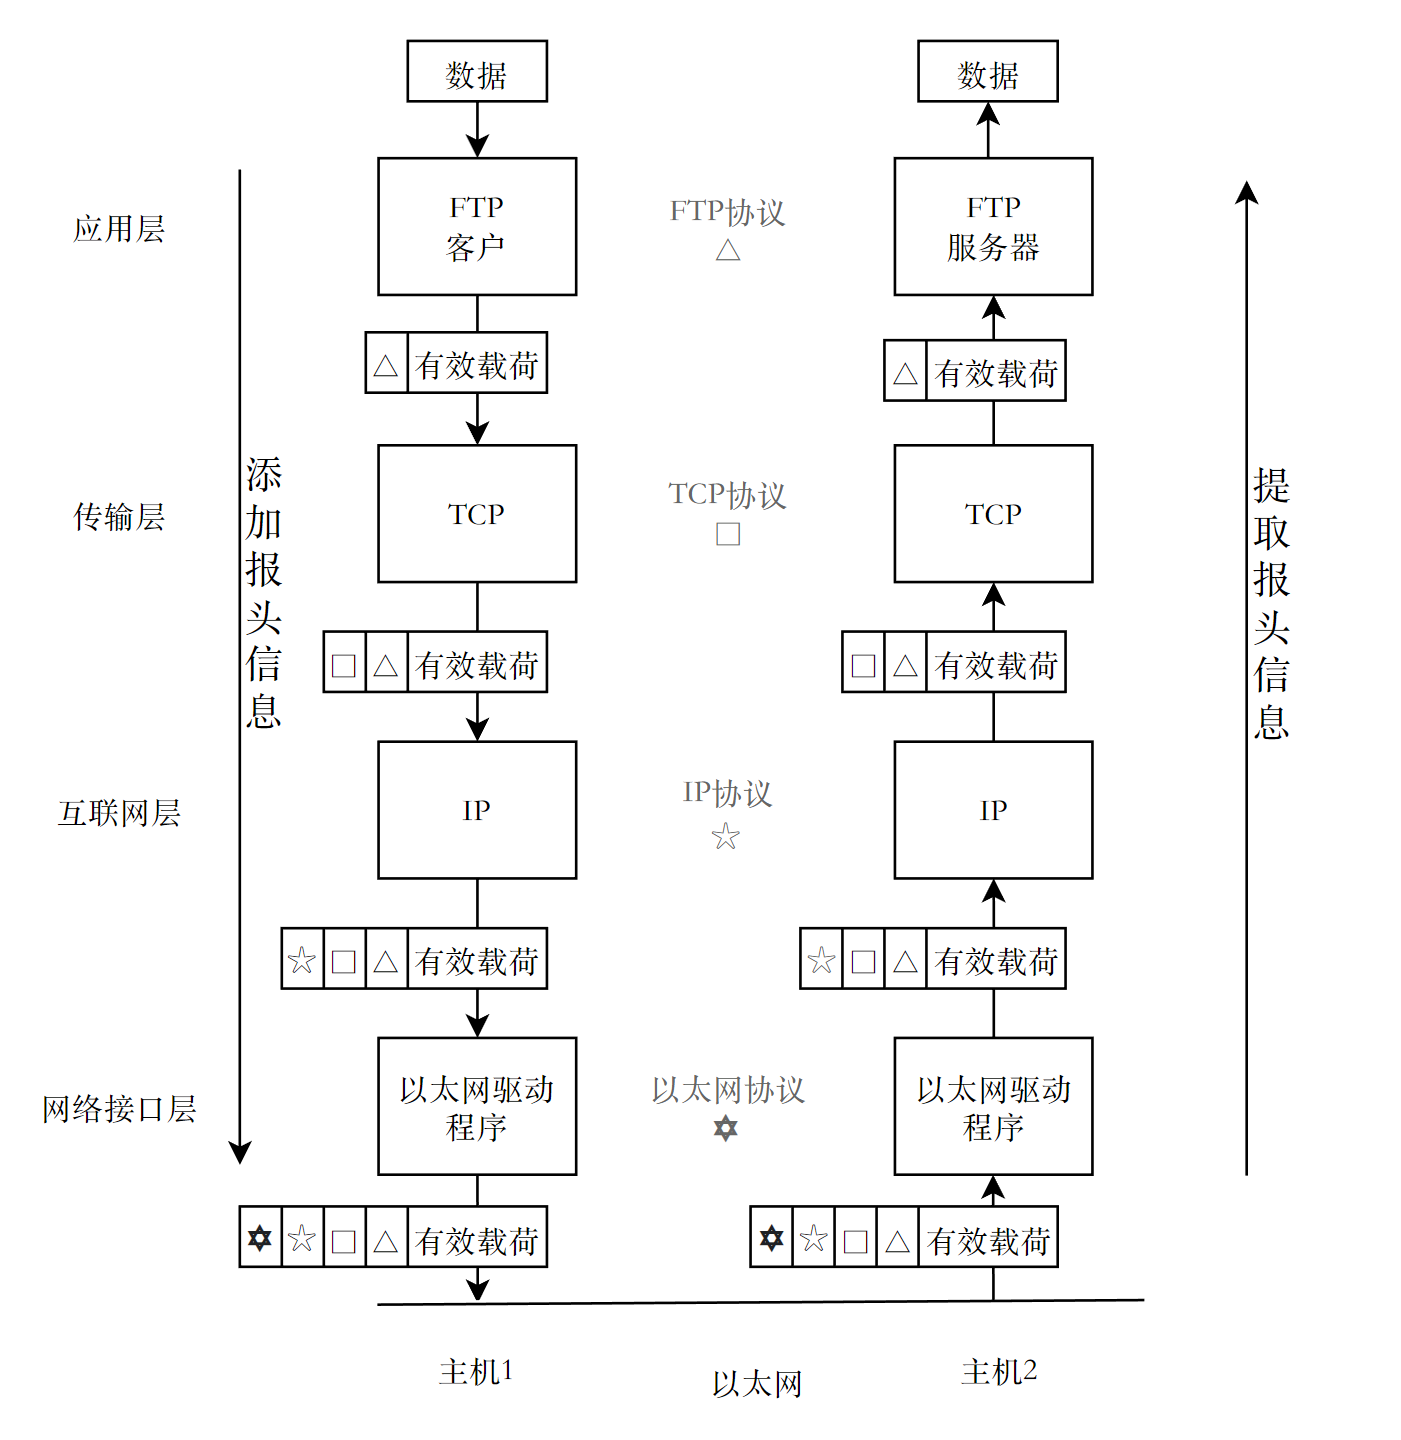 数据
数据
应用层
FTP
客户
FTP协议
△
FTP
服务器
△ 有效载荷
△ 有效载荷
添加报头信息
提取报头信息
传输层
TCP
TCP协议
□
TCP
□ △ 有效载荷
□ △ 有效载荷
互联网层
IP
IP协议
☆
IP
☆ □ △ 有效载荷
☆ □ △ 有效载荷
网络接口层
以太网驱动
程序
以太网协议
✡
以太网驱动
程序
✡ ☆ □ △ 有效载荷
✡ ☆ □ △ 有效载荷
主机1
以太网
主机2